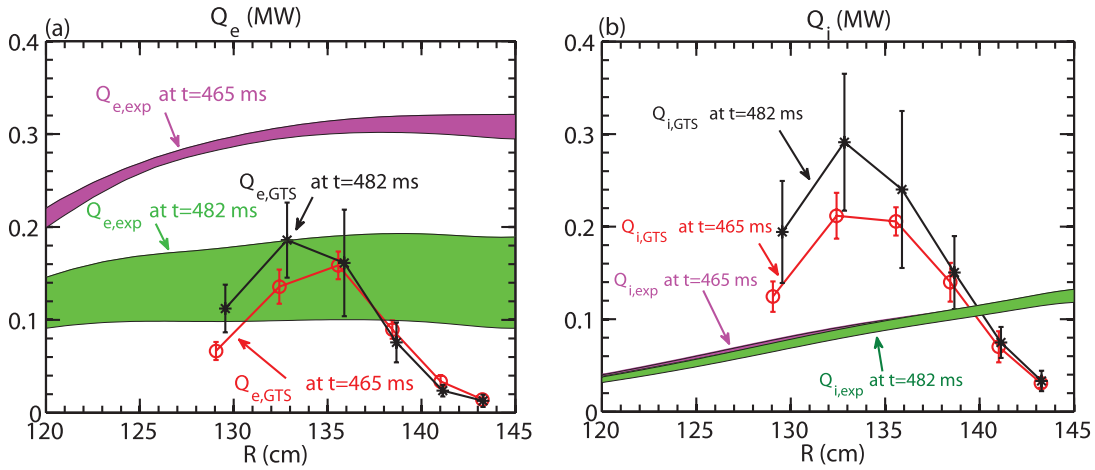 (a)
Q_e (MW)
0.4
0.3
0.2
0.1
0
Q_e,exp at t=465 ms
Q_e,GTS at t=482 ms
Q_e,exp at t=482 ms
Q_e,GTS at t=465 ms
120 125 130 135 140 145
R (cm)
(b)
Q_i (MW)
0.4
0.3
0.2
0.1
0
Q_i,GTS at t=482 ms
Q_i,GTS at t=465 ms
Q_i,exp at t=465 ms
Q_i,exp at t=482 ms
120 125 130 135 140 145
R (cm)